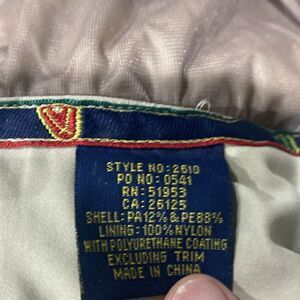 STYLE NO: 2610
PO NO: 0541
RN: 51953
CA: 26125
SHELL: PA12% & PE88%
LINING: 100% NYLON
WITH POLYURETHANE COATING
EXCLUDING TRIM
MADE IN CHINA